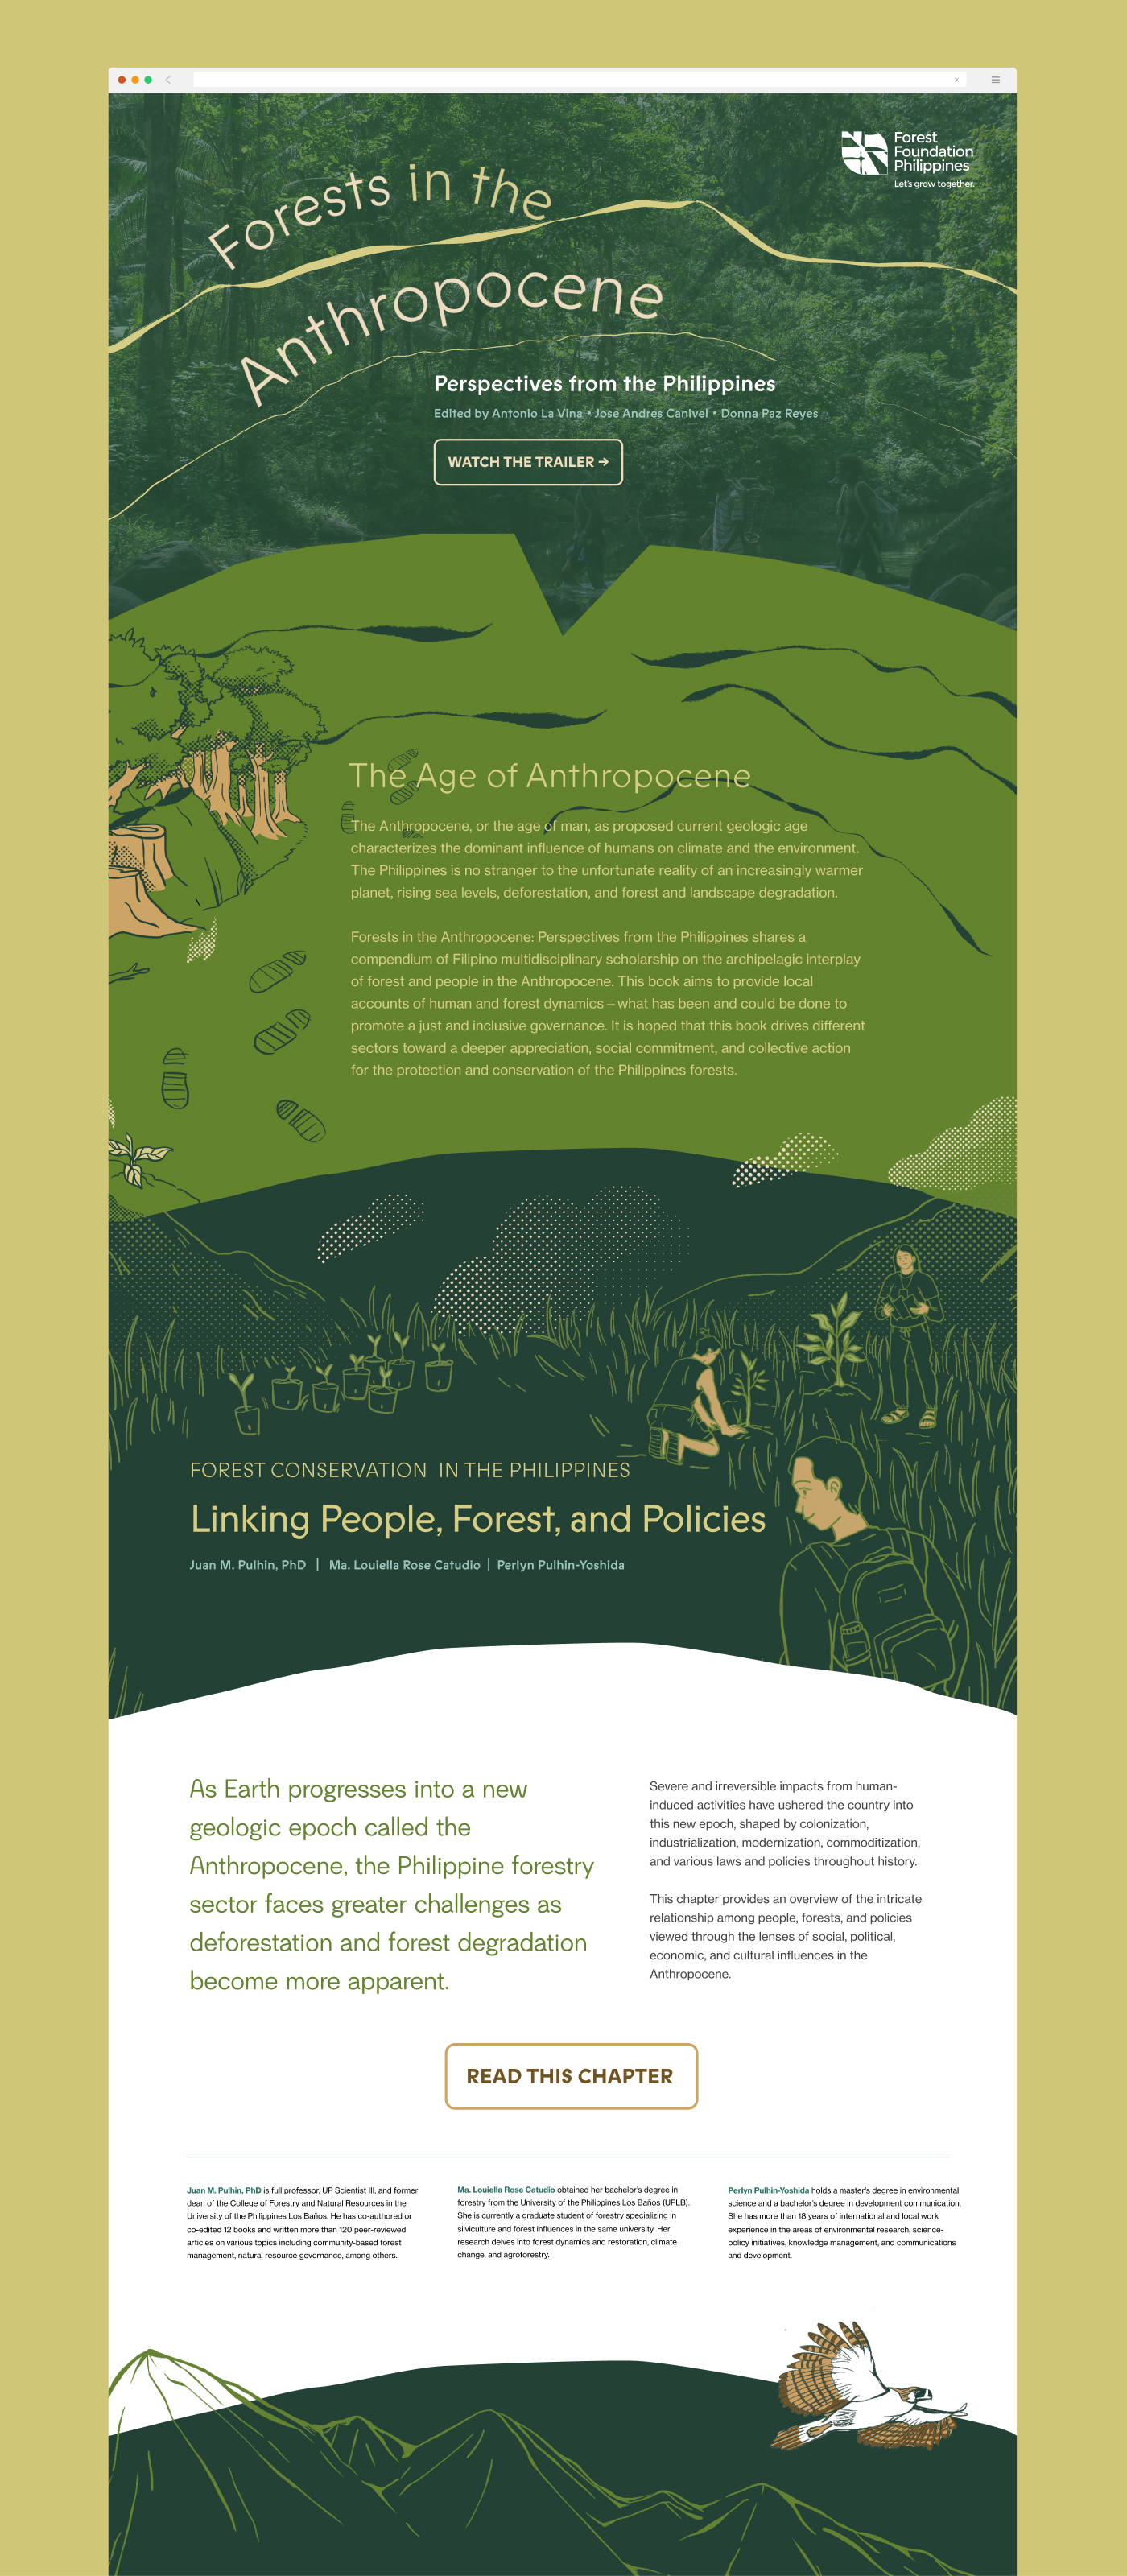 Forest
Foundation
Philippines
Let's grow together.
Forests in the
Anthropocene
Perspectives from the Philippines
Edited by Antonio La Vina • Jose Andres Canivel • Donna Paz Reyes
WATCH THE TRAILER →
The Age of Anthropocene
The Anthropocene, or the age of man, as proposed current geologic age
characterizes the dominant influence of humans on climate and the environment.
The Philippines is no stranger to the unfortunate reality of an increasingly warmer
planet, rising sea levels, deforestation, and forest and landscape degradation.
Forests in the Anthropocene: Perspectives from the Philippines shares a
compendium of Filipino multidisciplinary scholarship on the archipelagic interplay
of forest and people in the Anthropocene. This book aims to provide local
accounts of human and forest dynamics – what has been and could be done to
promote a just and inclusive governance. It is hoped that this book drives different
sectors toward a deeper appreciation, social commitment, and collective action
for the protection and conservation of the Philippines forests.
FOREST CONSERVATION IN THE PHILIPPINES
Linking People, Forest, and Policies
Juan M. Pulhin, PhD | Ma. Louiella Rose Catudio | Perlyn Pulhin-Yoshida
As Earth progresses into a new
geologic epoch called the
Anthropocene, the Philippine forestry
sector faces greater challenges as
deforestation and forest degradation
become more apparent.
Severe and irreversible impacts from human-
induced activities have ushered the country into
this new epoch, shaped by colonization,
industrialization, modernization, commoditization,
and various laws and policies throughout history.
This chapter provides an overview of the intricate
relationship among people, forests, and policies
viewed through the lenses of social, political,
economic, and cultural influences in the
Anthropocene.
READ THIS CHAPTER
Juan M. Pulhin, PhD is full professor, UP Scientist III, and former
dean of the College of Forestry and Natural Resources in the
University of the Philippines Los Baños. He has co-authored or
co-edited 12 books and written more than 120 peer-reviewed
articles on various topics including community-based forest
management, natural resource governance, among others.
Ma. Louiella Rose Catudio obtained her bachelor's degree in
forestry from the University of the Philippines Los Baños (UPLB).
She is currently a graduate student of forestry specializing in
silviculture and forest influences in the same university. Her
research delves into forest dynamics and restoration, climate
change, and agroforestry.
Perlyn Pulhin-Yoshida holds a master's degree in environmental
science and a bachelor's degree in development communication.
She has more than 18 years of international and local work
experience in the areas of environmental research, science-
policy initiatives, knowledge management, and communications
and development.